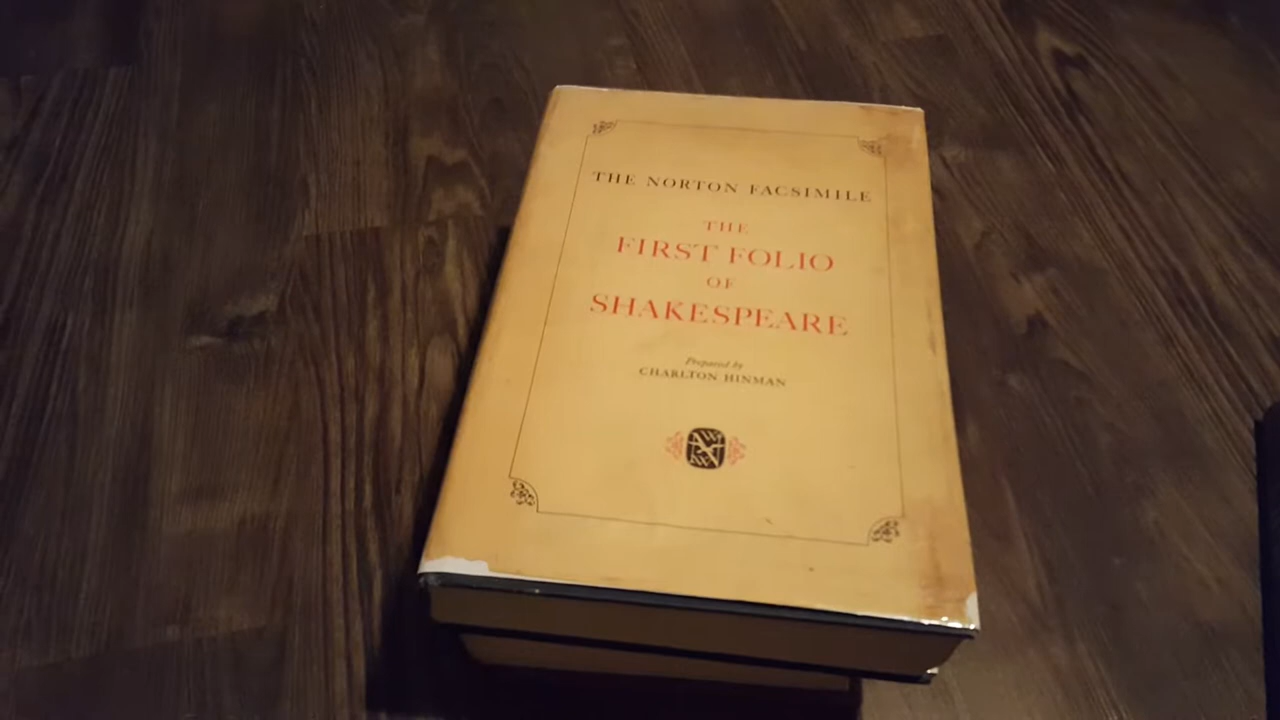 THE NORTON FACSIMILE
THE
FIRST FOLIO
OF
SHAKESPEARE
Prepared by
CHARLTON HINMAN